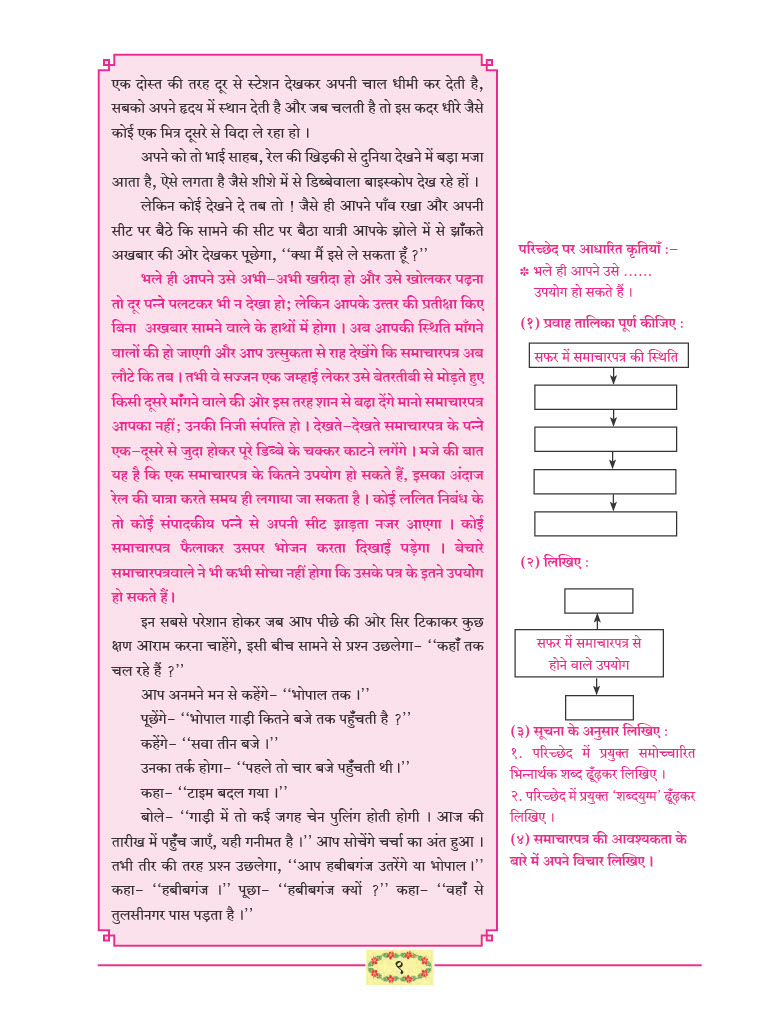 एक दोस्त की तरह दूर से स्टेशन देखकर अपनी चाल धीमी कर देती है,
सबको अपने हृदय में स्थान देती है और जब चलती है तो इस कदर धीरे जैसे
कोई एक मित्र दूसरे से विदा ले रहा हो ।
अपने को तो भाई साहब, रेल की खिड़की से दुनिया देखने में बड़ा मजा
आता है, ऐसे लगता है जैसे शीशे में से डिब्बेवाला बाइस्कोप देख रहे हों ।
लेकिन कोई देखने दे तब तो ! जैसे ही आपने पाँव रखा और अपनी
सीट पर बैठे कि सामने की सीट पर बैठा यात्री आपके झोले में से झाँकते
अखबार की ओर देखकर पूछेगा, ‘‘क्या मैं इसे ले सकता हूँ ?’’
भले ही आपने उसे अभी-अभी खरीदा हो और उसे खोलकर पढ़ना
तो दूर पन्ने पलटकर भी न देखा हो; लेकिन आपके उत्तर की प्रतीक्षा किए
बिना अखबार सामने वाले के हाथों में होगा । अब आपकी स्थिति माँगने
वालों की हो जाएगी और आप उत्सुकता से राह देखेंगे कि समाचारपत्र अब
लौटे कि तब । तभी वे सज्जन एक जम्हाई लेकर उसे बेतरतीबी से मोड़ते हुए
किसी दूसरे माँगने वाले की ओर इस तरह शान से बढ़ा देंगे मानो समाचारपत्र
आपका नहीं; उनकी निजी संपत्ति हो । देखते-देखते समाचारपत्र के पन्ने
एक-दूसरे से जुदा होकर पूरे डिब्बे के चक्कर काटने लगेंगे । मजे की बात
यह है कि एक समाचारपत्र के कितने उपयोग हो सकते हैं, इसका अंदाज
रेल की यात्रा करते समय ही लगाया जा सकता है । कोई ललित निबंध के
तो कोई संपादकीय पन्ने से अपनी सीट झाड़ता नजर आएगा । कोई
समाचारपत्र फैलाकर उसपर भोजन करता दिखाई पड़ेगा । बेचारे
समाचारपत्रवाले ने भी कभी सोचा नहीं होगा कि उसके पत्र के इतने उपयोग
हो सकते हैं ।
इन सबसे परेशान होकर जब आप पीछे की ओर सिर टिकाकर कुछ
क्षण आराम करना चाहेंगे, इसी बीच सामने से प्रश्न उछलेगा- ‘‘कहाँ तक
चल रहे हैं ?’’
आप अनमने मन से कहेंगे- ‘‘भोपाल तक ।’’
पूछेंगे- ‘‘भोपाल गाड़ी कितने बजे तक पहुँचती है ?’’
कहेंगे- ‘‘सवा तीन बजे ।’’
उनका तर्क होगा- ‘‘पहले तो चार बजे पहुँचती थी ।’’
कहा- ‘‘टाइम बदल गया ।’’
बोले- ‘‘गाड़ी में तो कई जगह चेन पुलिंग होती होगी । आज की
तारीख में पहुँच जाएँ, यही गनीमत है ।’’ आप सोचेंगे चर्चा का अंत हुआ ।
तभी तीर की तरह प्रश्न उछलेगा, ‘‘आप हबीबगंज उतरेंगे या भोपाल ।’’
कहा- ‘‘हबीबगंज ।’’ पूछा- ‘‘हबीबगंज क्यों ?’’ कहा- ‘‘वहाँ से
तुलसीनगर पास पड़ता है ।’’
परिच्छेद पर आधारित कृतियाँ :-
* भले ही आपने उसे ......
उपयोग हो सकते हैं ।
(१) प्रवाह तालिका पूर्ण कीजिए :
सफर में समाचारपत्र की स्थिति
(२) लिखिए :
सफर में समाचारपत्र से
होने वाले उपयोग
(३) सूचना के अनुसार लिखिए :
१. परिच्छेद में प्रयुक्त समोच्चारित
भिन्नार्थक शब्द ढूँढ़कर लिखिए ।
२. परिच्छेद में प्रयुक्त ‘शब्दयुग्म’ ढूँढ़कर
लिखिए ।
(४) समाचारपत्र की आवश्यकता के
बारे में अपने विचार लिखिए ।
९